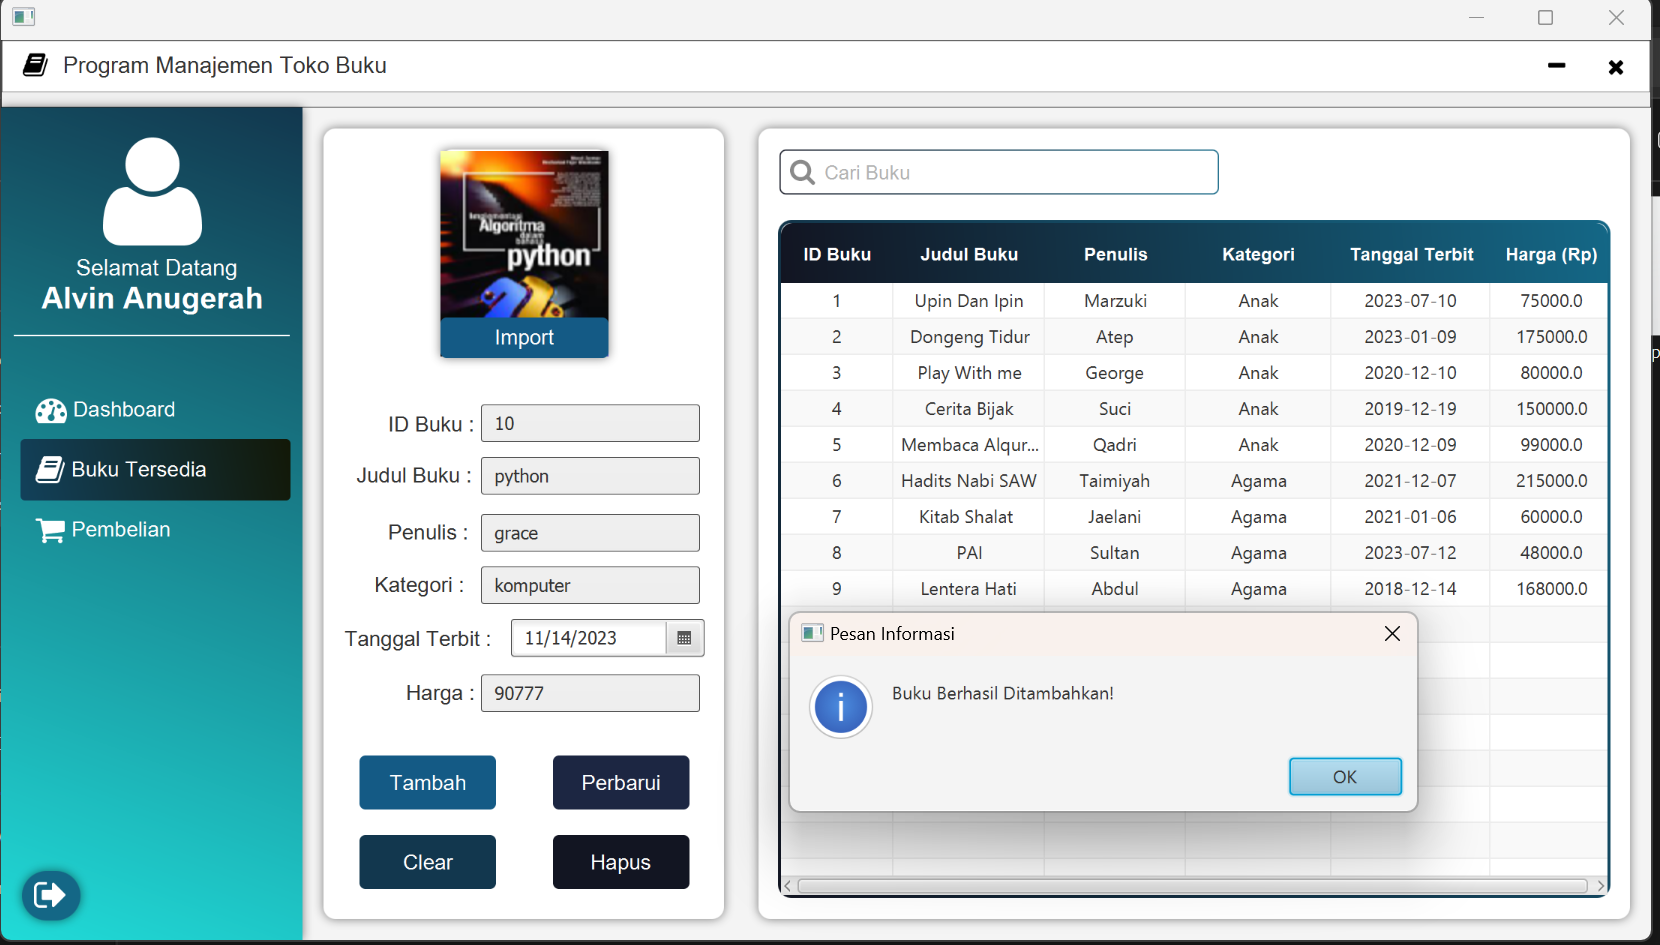 Program Manajemen Toko Buku
Selamat Datang
Alvin Anugerah
Dashboard
Buku Tersedia
Pembelian
Algoritma
dalam
bahasa
python
Import
ID Buku : 10
Judul Buku : python
Penulis : grace
Kategori : komputer
Tanggal Terbit : 11/14/2023
Harga : 90777
Tambah Perbarui
Clear Hapus
Cari Buku
ID Buku Judul Buku Penulis Kategori Tanggal Terbit Harga (Rp)
1 Upin Dan Ipin Marzuki Anak 2023-07-10 75000.0
2 Dongeng Tidur Atep Anak 2023-01-09 175000.0
3 Play With me George Anak 2020-12-10 80000.0
4 Cerita Bijak Suci Anak 2019-12-19 150000.0
5 Membaca Alqur... Qadri Anak 2020-12-09 99000.0
6 Hadits Nabi SAW Taimiyah Agama 2021-12-07 215000.0
7 Kitab Shalat Jaelani Agama 2021-01-06 60000.0
8 PAI Sultan Agama 2023-07-12 48000.0
9 Lentera Hati Abdul Agama 2018-12-14 168000.0
Pesan Informasi
Buku Berhasil Ditambahkan!
OK